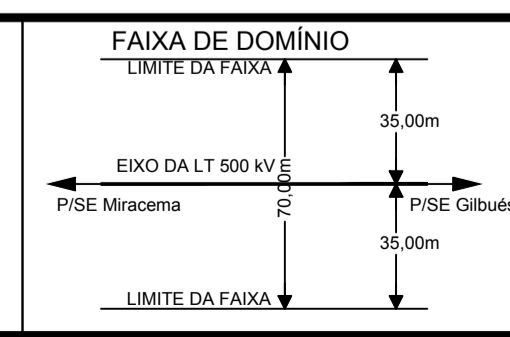 FAIXA DE DOMÍNIO
LIMITE DA FAIXA
35,00m
EIXO DA LT 500 kV
70,00m
P/SE Miracema
P/SE Gilbués
35,00m
LIMITE DA FAIXA